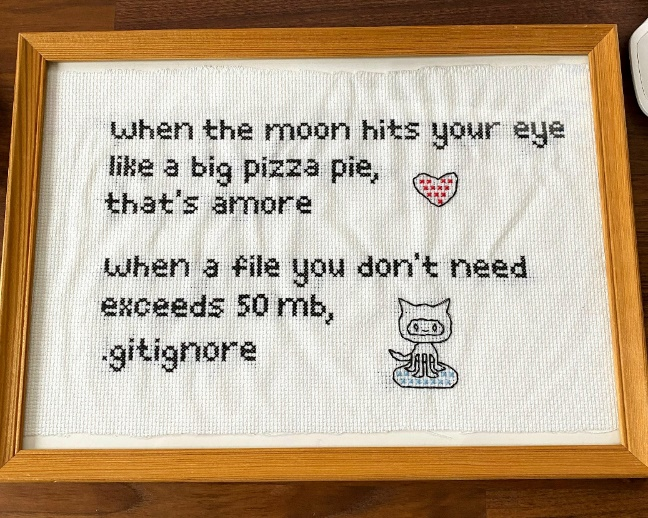 when the moon hits your eye
like a big pizza pie,
that's amore
when a file you don't need
exceeds 50 mb,
.gitignore